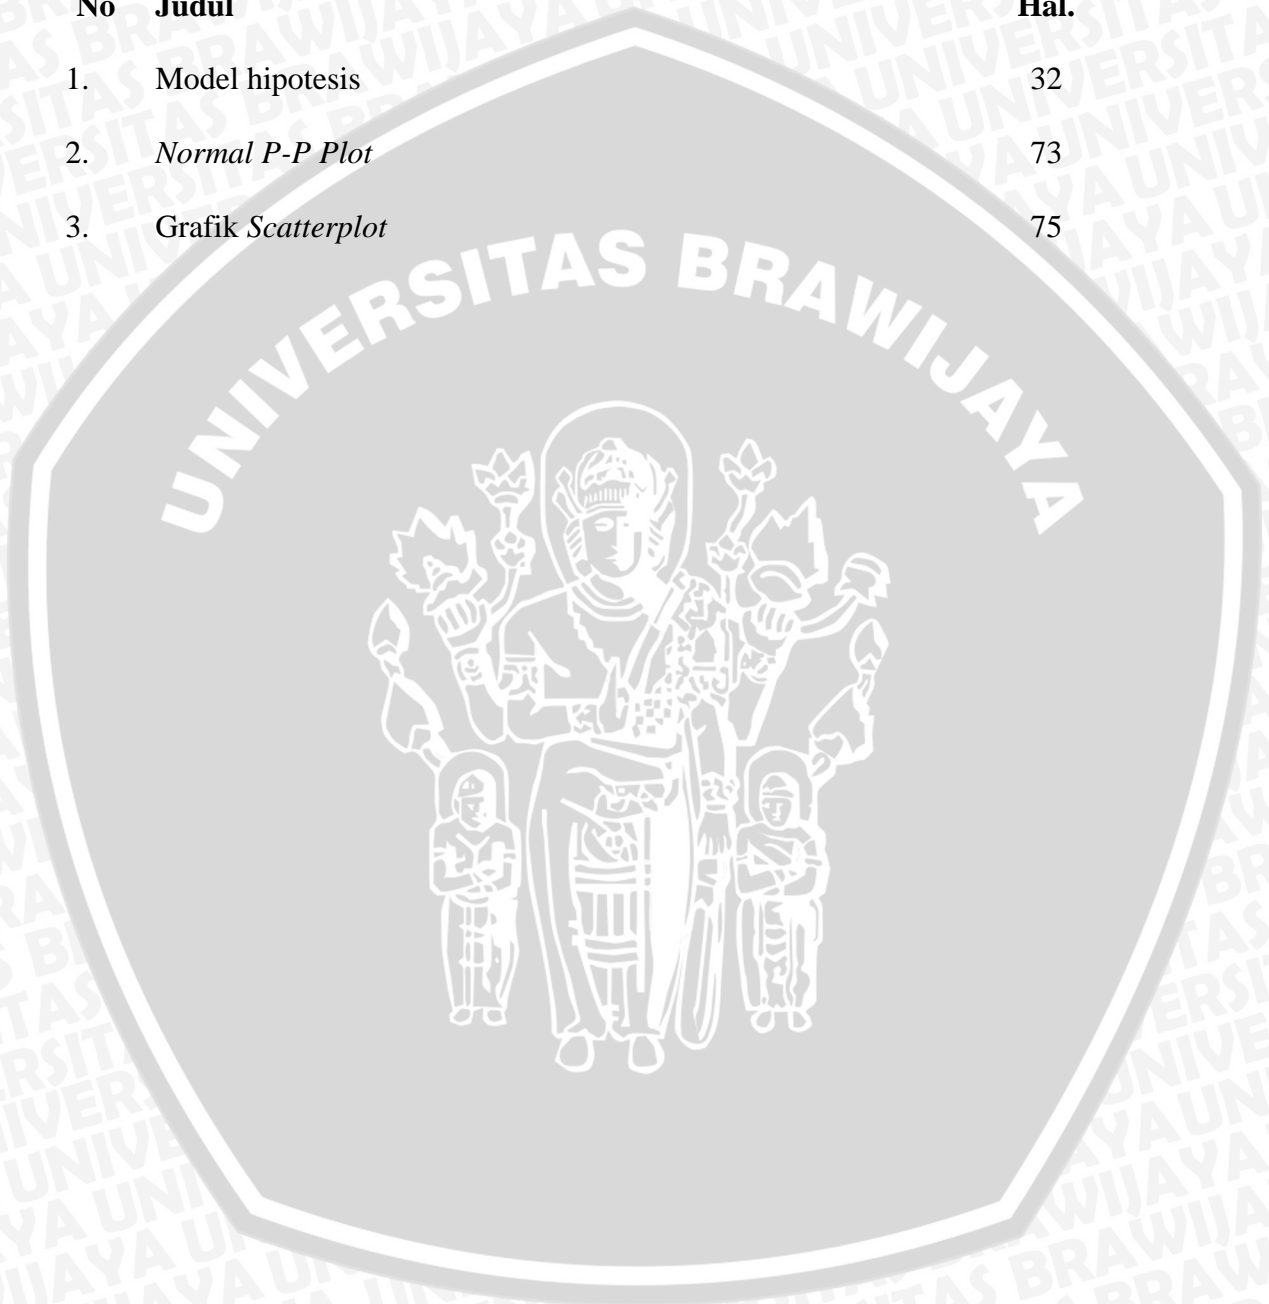 No Judul Hal.
1. Model hipotesis 32
2. Normal P-P Plot 73
3. Grafik Scatterplot 75
UNIVERSITAS BRAWIJAYA